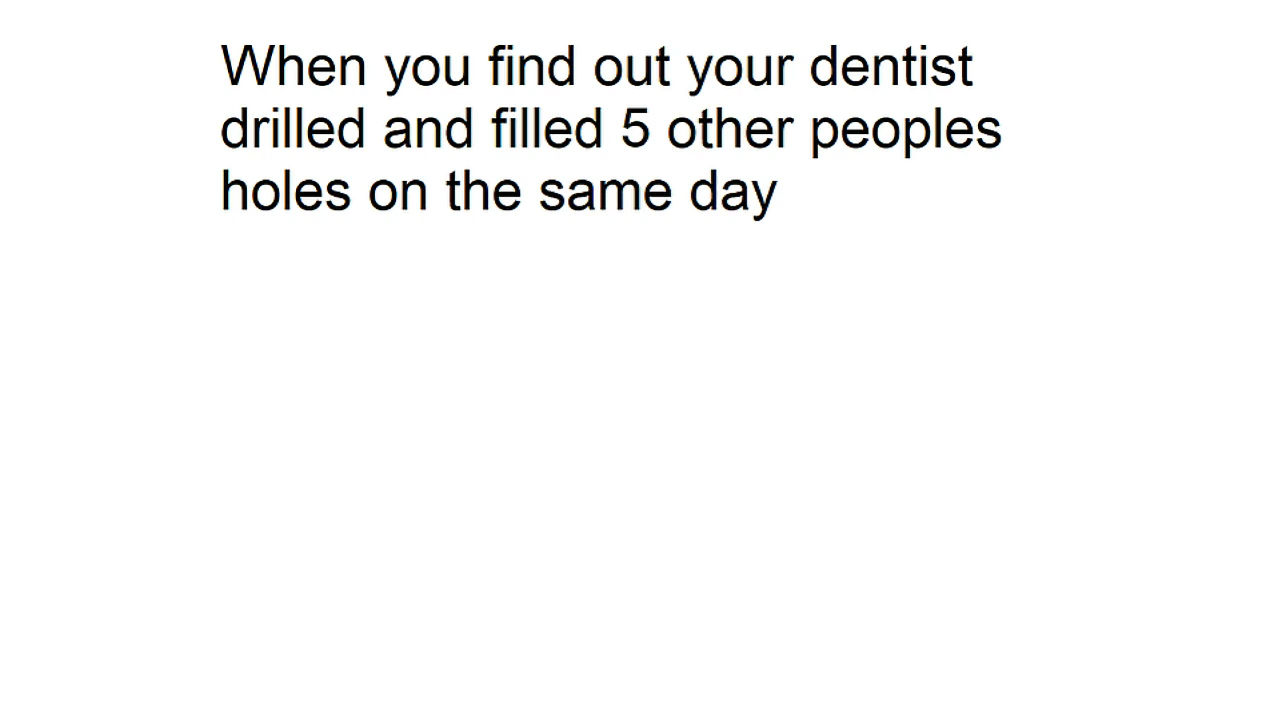 When you find out your dentist
drilled and filled 5 other peoples
holes on the same day